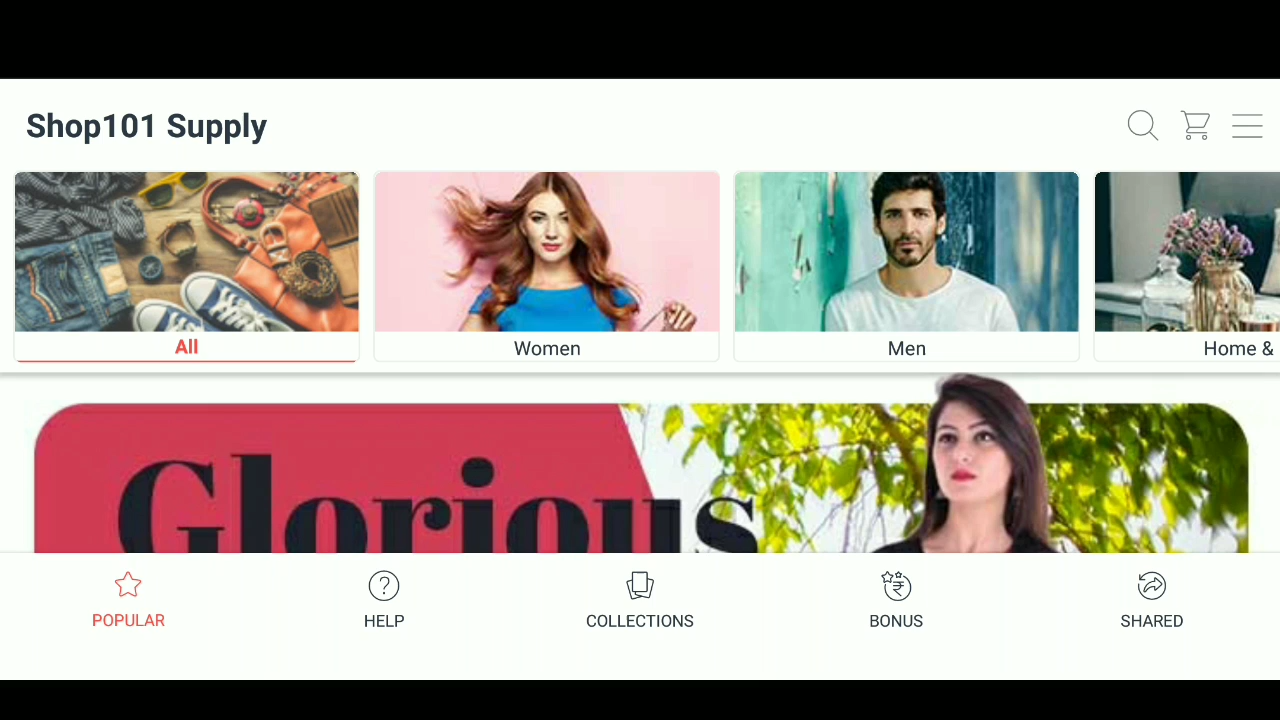 Shop101 Supply
All
Women
Men
Home &
Glorious
POPULAR
HELP
COLLECTIONS
BONUS
SHARED